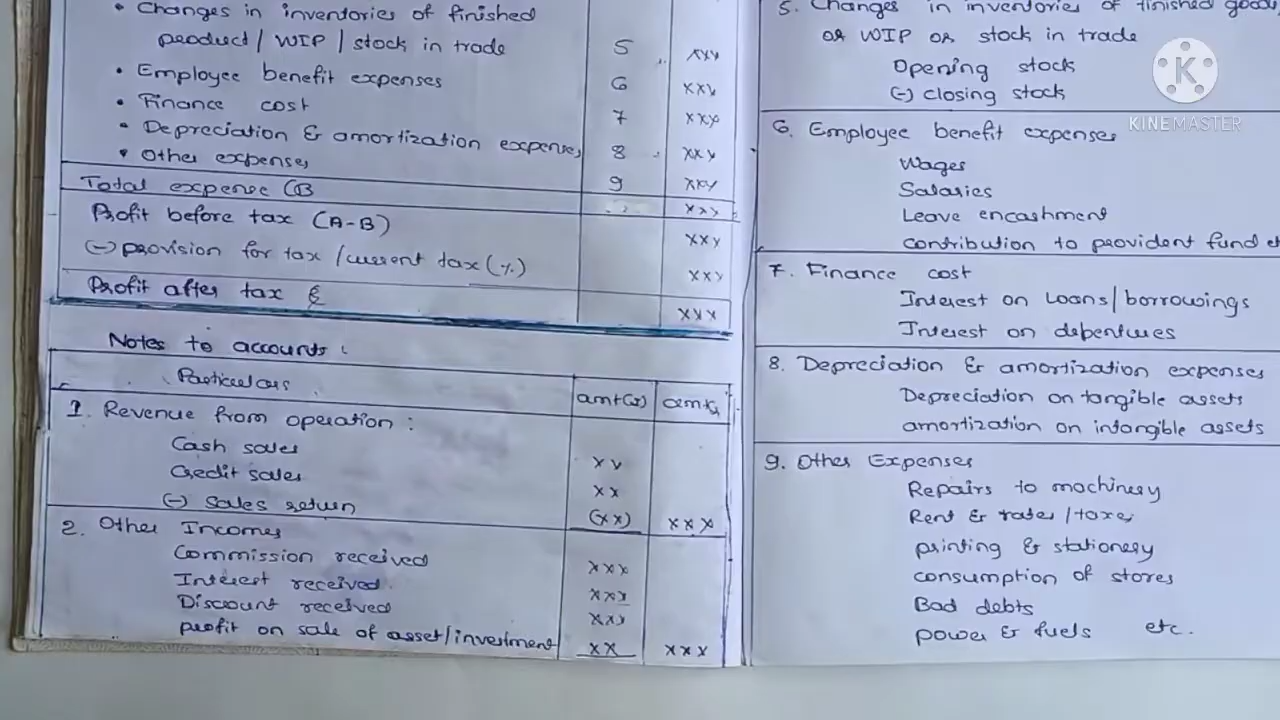 • Changes in inventories of finished
product/ WIP / stock in trade 5 xxx
• Employee benefit expenses 6 xxx
• Finance cost 7 xxx
• Depreciation & amortization expenses 8 xxx
• Other expenses 9 xxx
Total expense (B xxx
Profit before tax (A-B) xxx
(-) provision for tax /current tax (%) xxx
Profit after tax xxx
Notes to accounts:
Particulars amt(₹) amt₹
1. Revenue from operation :
Cash sales xx
Credit sales xx
(-) Sales return (xx) xxx
2. Other Incomes
Commission received xxx
Interest received xxx
Discount received xxx
profit on sale of asset/investment xx xxx
5. Changes in inventories of finished goods
or WIP or stock in trade
Opening stock
(-) closing stock
6. Employee benefit expenses
Wages
Salaries
Leave encashment
contribution to provident fund et
7. Finance cost
Interest on Loans/borrowings
Interest on debentures
8. Depreciation & amortization expenses
Depreciation on tangible assets
amortization on intangible assets
9. Other Expenses
Repairs to machinery
Rent & rates/taxes
printing & stationery
consumption of stores
Bad debts
power & fuels etc.
K
KINEMASTER